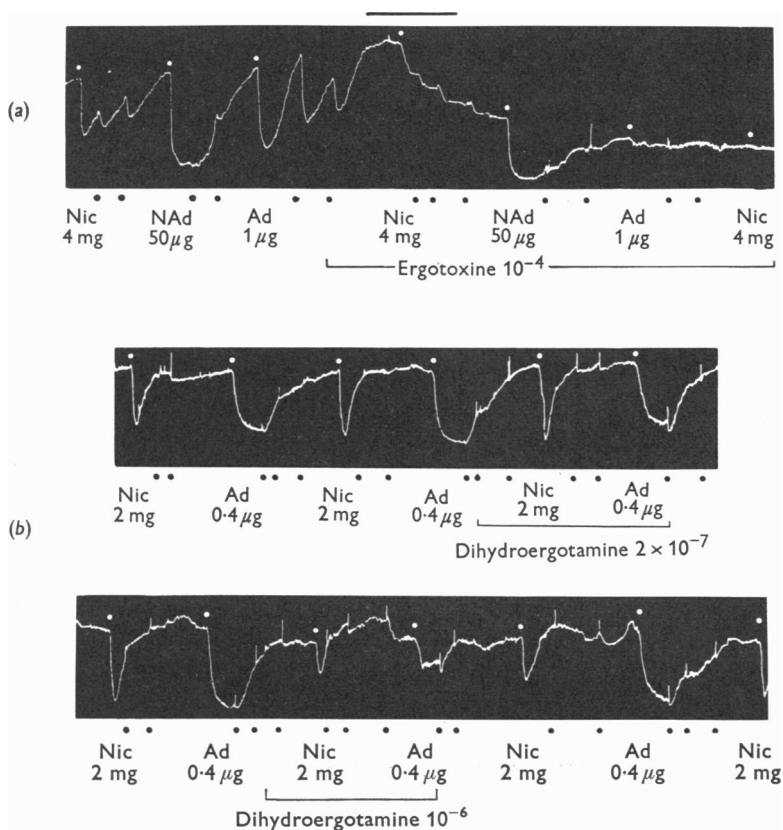 (a)
Nic NAd Ad Nic NAd Ad Nic
4 mg 50 μg 1 μg 4 mg 50 μg 1 μg 4 mg
Ergotoxine 10⁻⁴
(b)
Nic Ad Nic Ad Nic Ad
2 mg 0·4 μg 2 mg 0·4 μg 2 mg 0·4 μg
Dihydroergotamine 2 × 10⁻⁷
Nic Ad Nic Ad Nic Ad Nic
2 mg 0·4 μg 2 mg 0·4 μg 2 mg 0·4 μg 2 mg
Dihydroergotamine 10⁻⁶